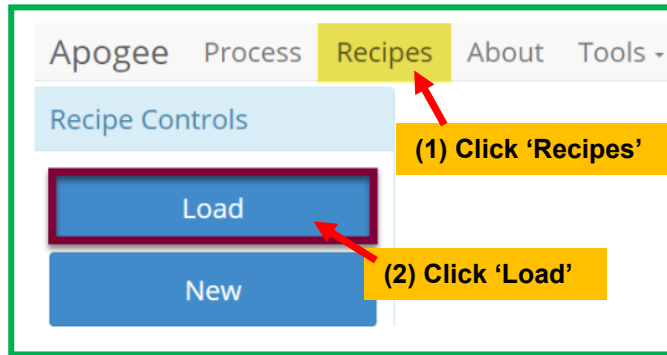 Apogee Process Recipes About Tools
Recipe Controls
(1) Click ‘Recipes’
Load
(2) Click ‘Load’
New